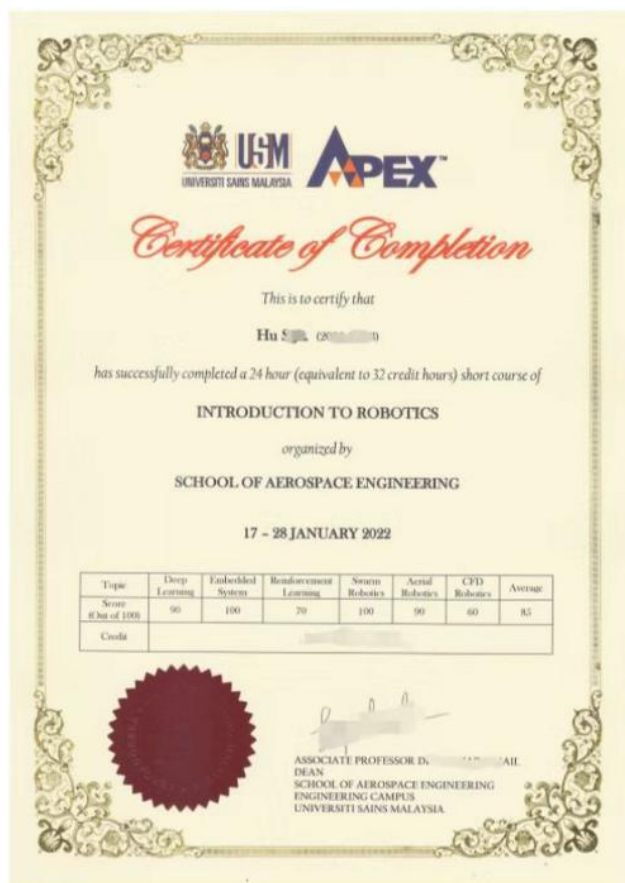 USM
UNIVERSITI SAINS MALAYSIA
APEX™
Certificate of Completion
This is to certify that
Hu
has successfully completed a 24 hour (equivalent to 32 credit hours) short course of
INTRODUCTION TO ROBOTICS
organized by
SCHOOL OF AEROSPACE ENGINEERING
17 – 28 JANUARY 2022
Topic Deep Learning Embedded System Reinforcement Learning Swarm Robotics Aerial Robotics CFD Robotics Average
Score (Out of 100) 90 100 70 100 90 60 85
Credit
ASSOCIATE PROFESSOR
DEAN
SCHOOL OF AEROSPACE ENGINEERING
ENGINEERING CAMPUS
UNIVERSITI SAINS MALAYSIA